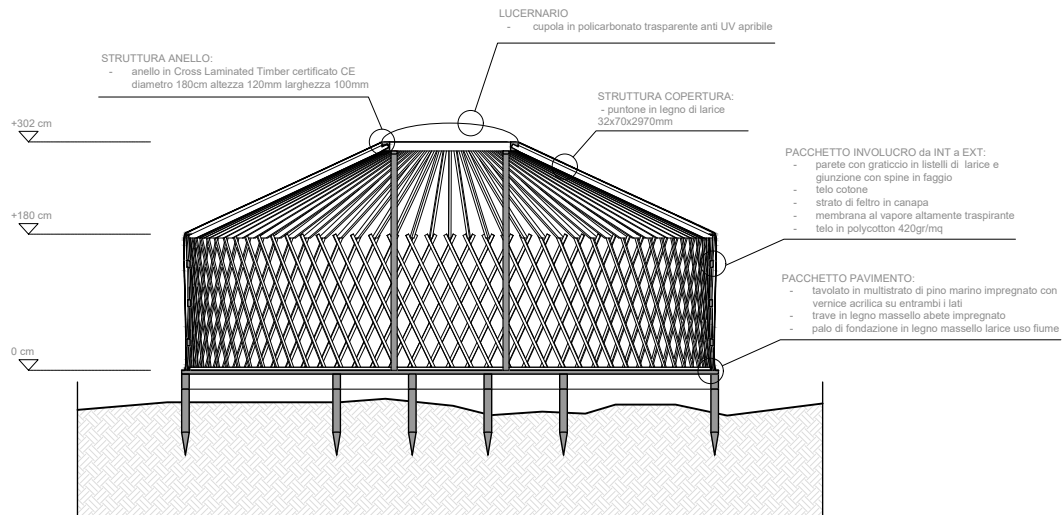 LUCERNARIO
- cupola in policarbonato trasparente anti UV apribile
STRUTTURA ANELLO:
- anello in Cross Laminated Timber certificato CE
diametro 180cm altezza 120mm larghezza 100mm
STRUTTURA COPERTURA:
- puntone in legno di larice
32x70x2970mm
+302 cm
PACCHETTO INVOLUCRO da INT a EXT:
- parete con graticcio in listelli di larice e
giunzione con spine in faggio
- telo cotone
- strato di feltro in canapa
- membrana al vapore altamente traspirante
- telo in polycotton 420gr/mq
+180 cm
PACCHETTO PAVIMENTO:
- tavolato in multistrato di pino marino impregnato con
vernice acrilica su entrambi i lati
- trave in legno massello abete impregnato
- palo di fondazione in legno massello larice uso fiume
0 cm